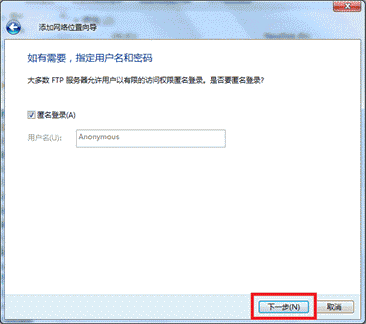 添加网络位置向导
如有需要，指定用户名和密码
大多数 FTP 服务器允许用户以有限的访问权限匿名登录。是否要匿名登录?
匿名登录(A)
用户名(U):
Anonymous
下一步(N)
取消